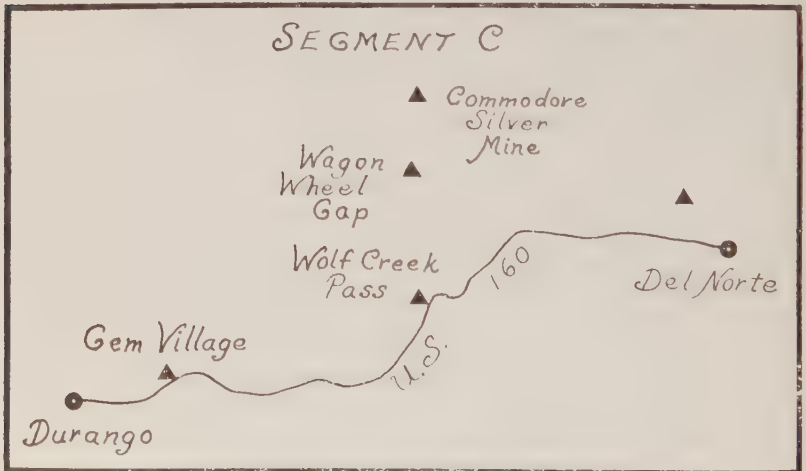 SEGMENT C
Commodore
Silver
Mine
Wagon
Wheel
Gap
Wolf Creek
Pass
U.S. 160
Del Norte
Gem Village
Durango